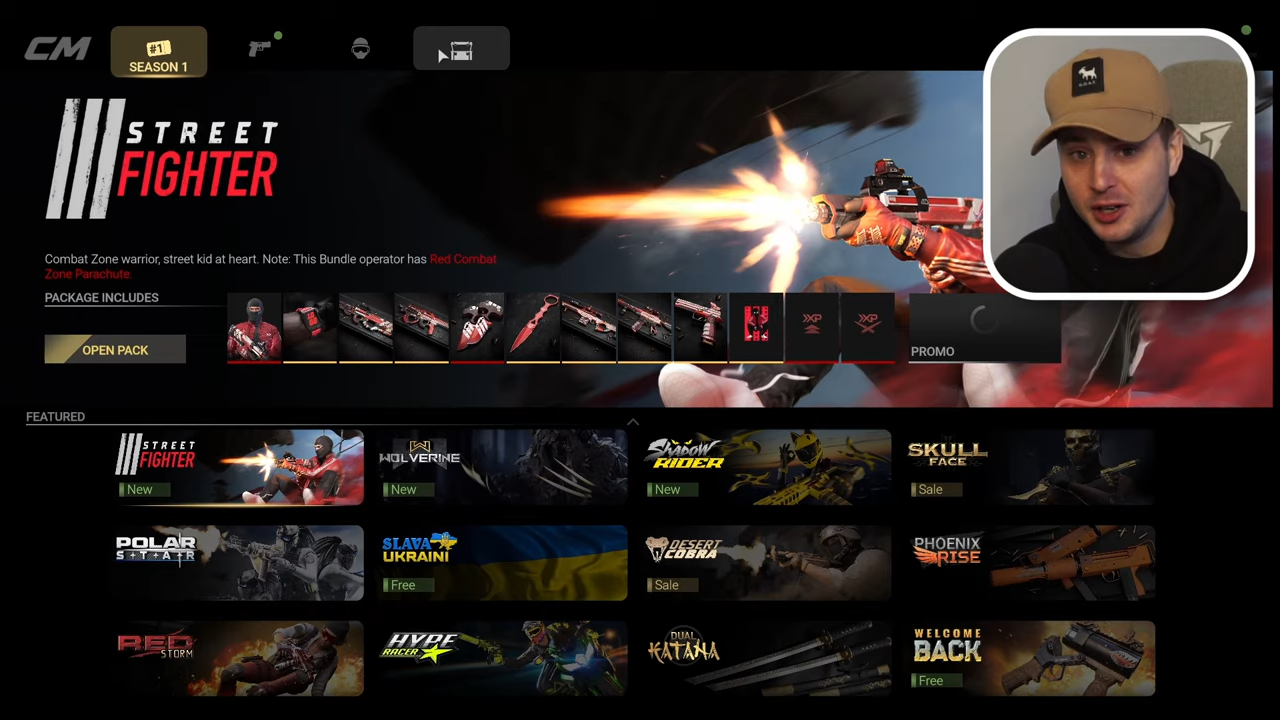 CM
#1
SEASON 1
STREET
FIGHTER
Combat Zone warrior, street kid at heart. Note: This Bundle operator has Red Combat
Zone Parachute.
PACKAGE INCLUDES
XP
XP
OPEN PACK
PROMO
FEATURED
STREET
FIGHTER
New
WOLVERINE
New
SHADOW
RIDER
New
SKULL
FACE
Sale
POLAR
STAR
SLAVA
UKRAINI
Free
DESERT
COBRA
Sale
PHOENIX
RISE
RED
STORM
HYPE
RACER
DUAL
KATANA
WELCOME
BACK
Free